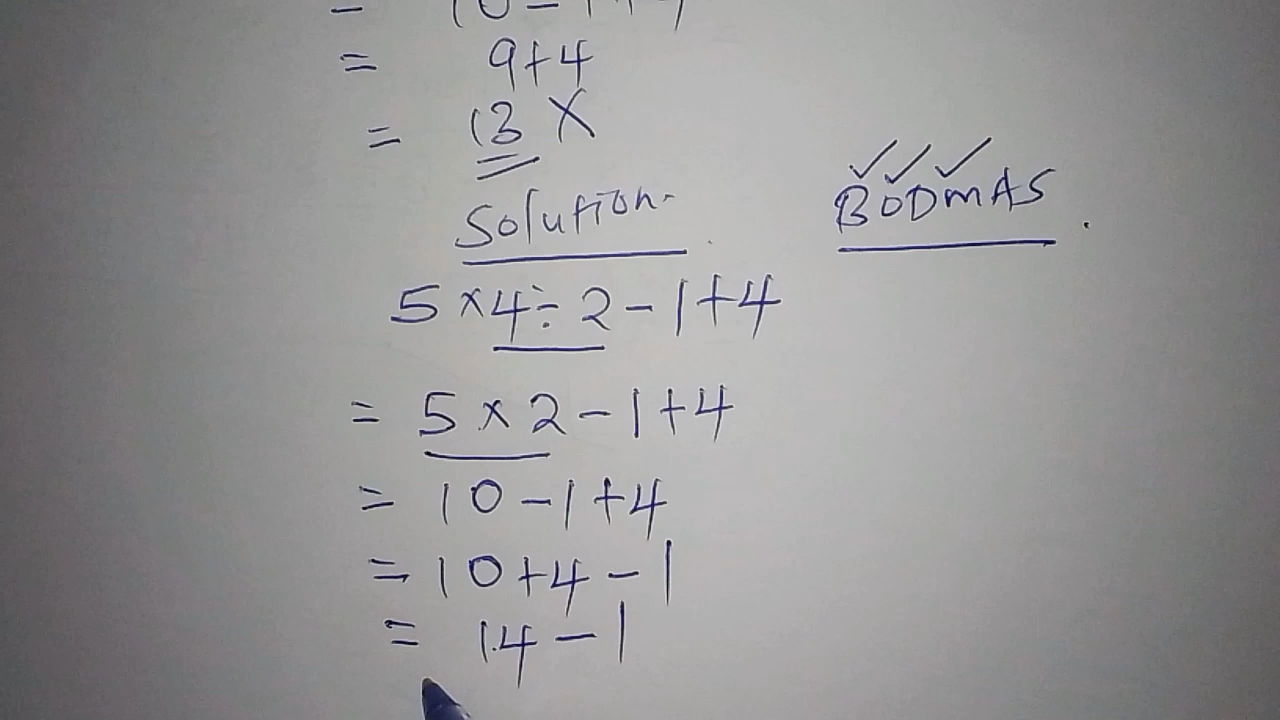 = 9+4
= 13 X
Solution.
BODMAS.
5×4÷2-1+4
= 5×2-1+4
= 10-1+4
= 10+4-1
= 14-1